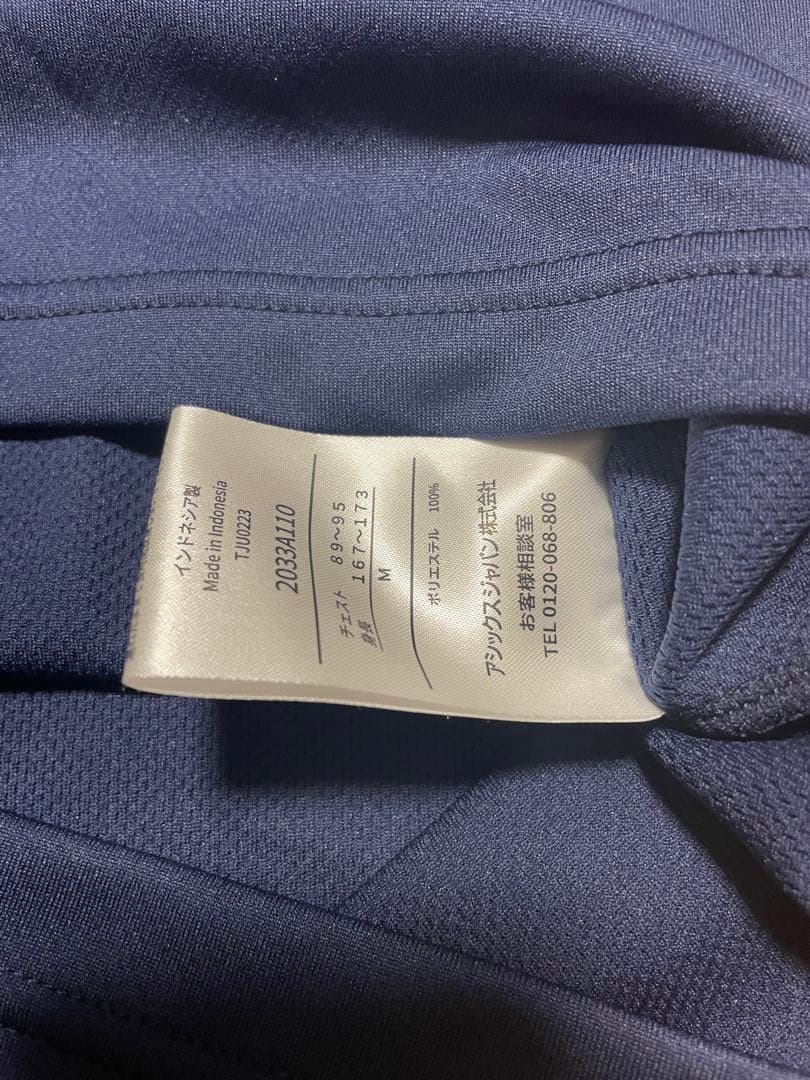 インドネシア製
Made in Indonesia
TJU0223
2033A110
チェスト 89〜95
身長 167〜173
M
ポリエステル 100%
アシックスジャパン株式会社
お客様相談室
TEL 0120-068-806